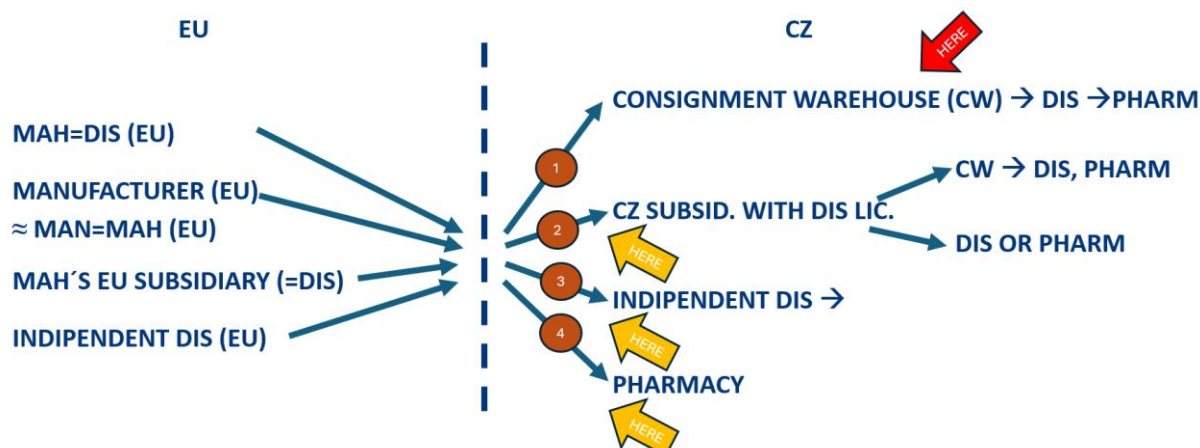 EU
CZ
HERE
CONSIGNMENT WAREHOUSE (CW) → DIS →PHARM
MAH=DIS (EU)
1
CW → DIS, PHARM
MANUFACTURER (EU)
≈ MAN=MAH (EU)
2
CZ SUBSID. WITH DIS LIC.
DIS OR PHARM
HERE
MAH´S EU SUBSIDIARY (=DIS)
3
INDIPENDENT DIS →
INDIPENDENT DIS (EU)
4
HERE
PHARMACY
HERE